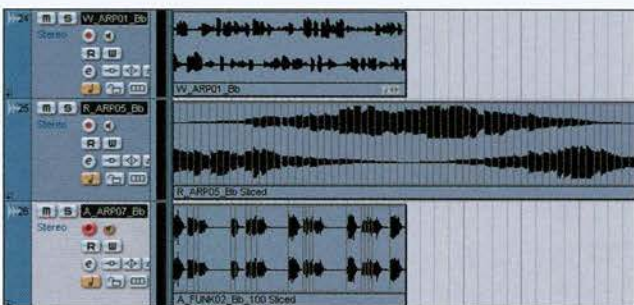 24 m S W_ARP01_Bb
Stereo
R W
e
W_ARP01_Bb
25 m S R_ARP05_Bb
Stereo
R W
e
R_ARP05_Bb Sliced
26 m S A_ARP07_Bb
Stereo
R W
e
A_FUNK02_Bb_100 Sliced